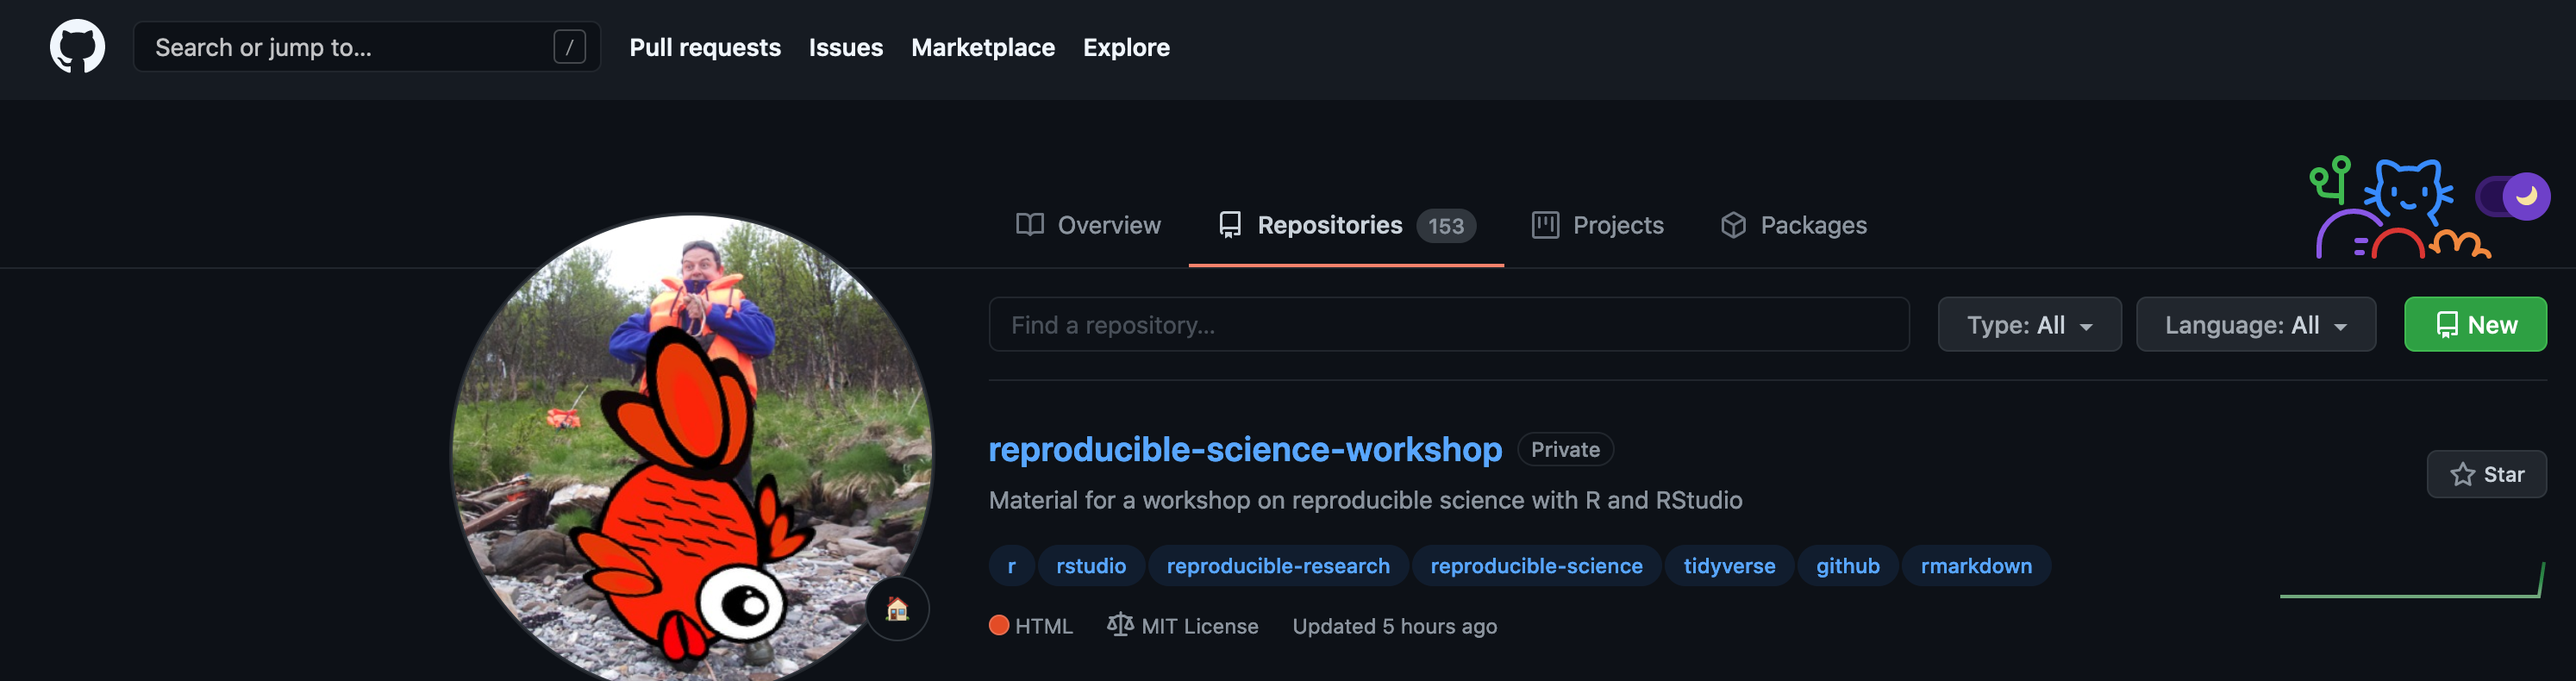 Search or jump to... /
Pull requests Issues Marketplace Explore
Overview Repositories 153 Projects Packages
Find a repository... Type: All Language: All New
reproducible-science-workshop Private
Star
Material for a workshop on reproducible science with R and RStudio
r rstudio reproducible-research reproducible-science tidyverse github rmarkdown
HTML MIT License Updated 5 hours ago